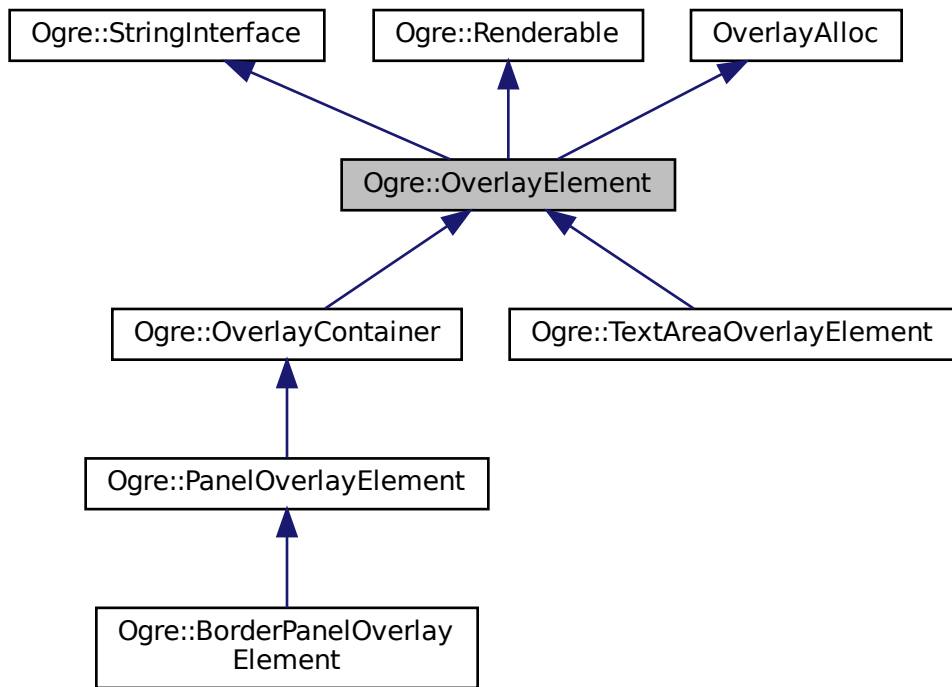 Ogre::StringInterface
Ogre::Renderable
OverlayAlloc
Ogre::OverlayElement
Ogre::OverlayContainer
Ogre::TextAreaOverlayElement
Ogre::PanelOverlayElement
Ogre::BorderPanelOverlay
Element